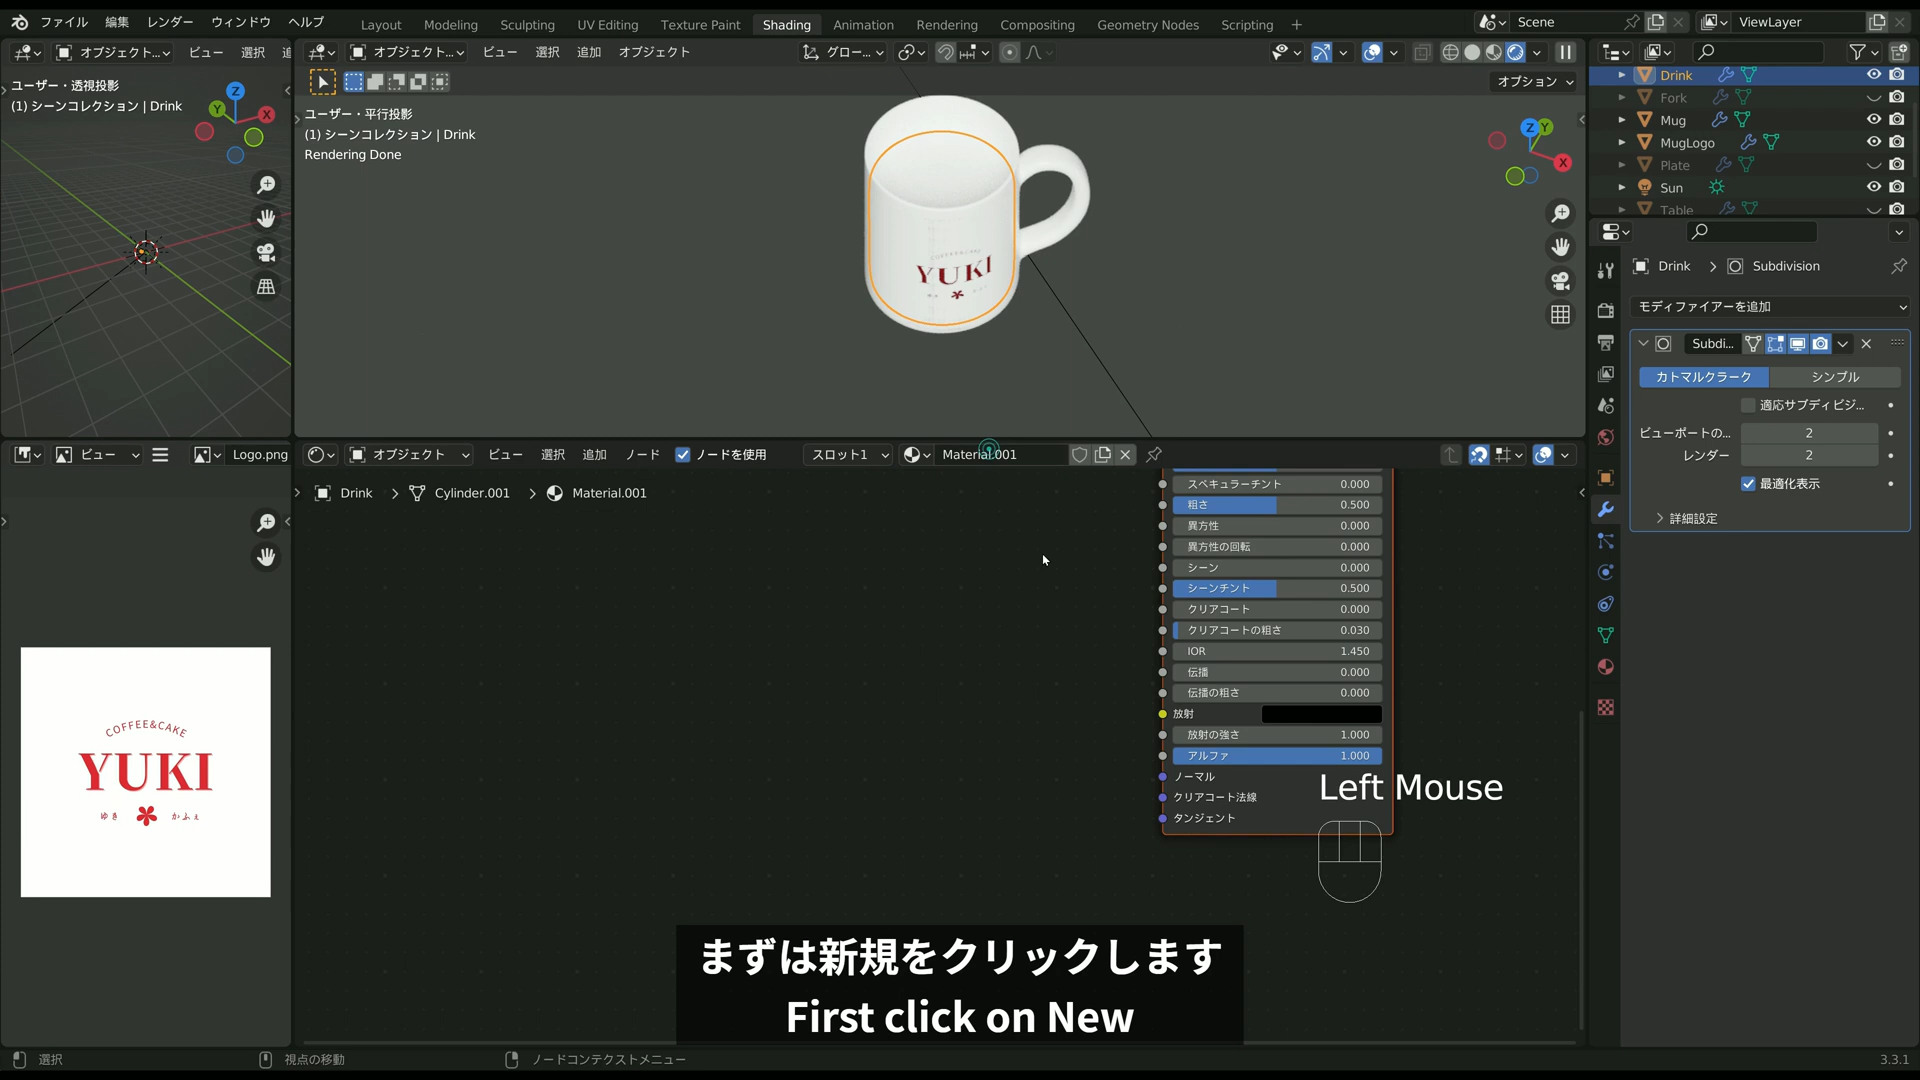 ファイル 編集 レンダー ウィンドウ ヘルプ Layout Modeling Sculpting UV Editing Texture Paint Shading Animation Rendering Compositing Geometry Nodes Scripting + Scene ViewLayer
オブジェクト... ビュー 選択
オブジェクト... ビュー 選択 追加 オブジェクト グロー...
オプション
ユーザー・透視投影
(1) シーンコレクション | Drink
ユーザー・平行投影
(1) シーンコレクション | Drink
Rendering Done
Z
Y
X
Z
Y
X
COFFEE&CAKE
YUKI
Drink
Fork
Mug
MugLogo
Plate
Sun
Table
Drink > Subdivision
モディファイアーを追加
Subdi...
カトマルクラーク シンプル
適応サブディビジ...
ビューポートの... 2
レンダー 2
最適化表示
詳細設定
ビュー Logo.png
オブジェクト ビュー 選択 追加 ノード ノードを使用 スロット1 Material.001
Drink > Cylinder.001 > Material.001
スペキュラーチント 0.000
粗さ 0.500
異方性 0.000
異方性の回転 0.000
シーン 0.000
シーンチント 0.500
クリアコート 0.000
クリアコートの粗さ 0.030
IOR 1.450
伝播 0.000
伝播の粗さ 0.000
放射
放射の強さ 1.000
アルファ 1.000
ノーマル
クリアコート法線
タンジェント
COFFEE&CAKE
YUKI
ゆき かふぇ
Left Mouse
まずは新規をクリックします
First click on New
選択 視点の移動 ノードコンテクストメニュー 3.3.1